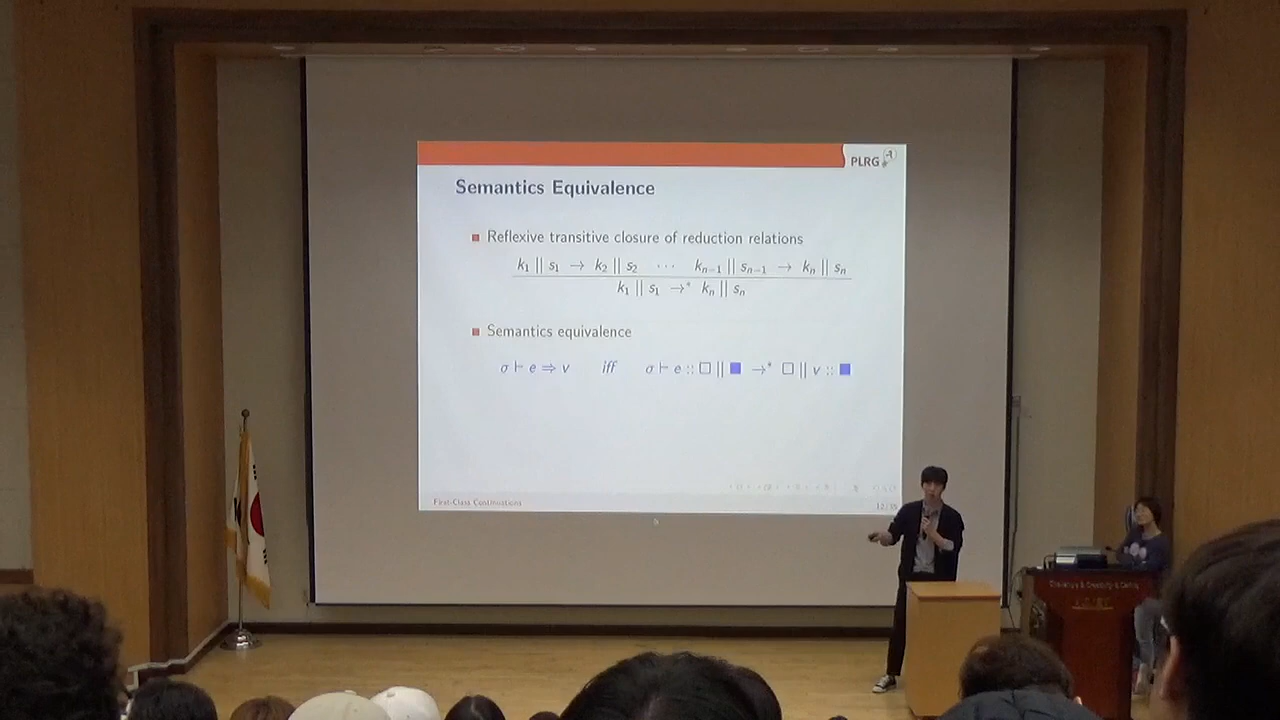 PLRG
Semantics Equivalence
Reflexive transitive closure of reduction relations
k₁ || s₁ → k₂ || s₂ ⋯ kₙ₋₁ || sₙ₋₁ → kₙ || sₙ
k₁ || s₁ →* kₙ || sₙ
Semantics equivalence
σ ⊢ e ⇒ v iff σ ⊢ e :: □ || ■ →* □ || v :: ■
First-Class Continuations